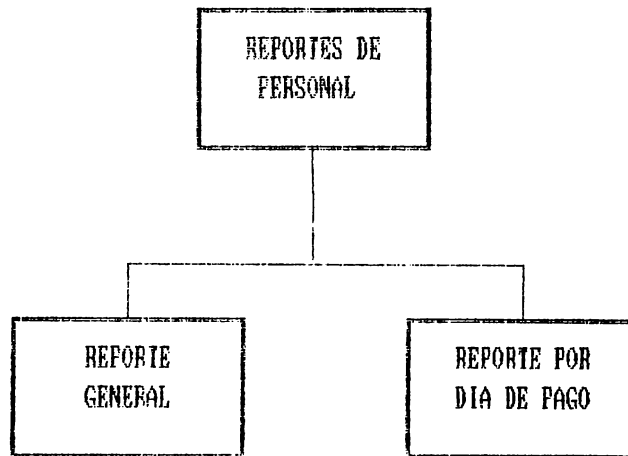 REPORTES DE
PERSONAL
REPORTE
GENERAL
REPORTE POR
DIA DE PAGO